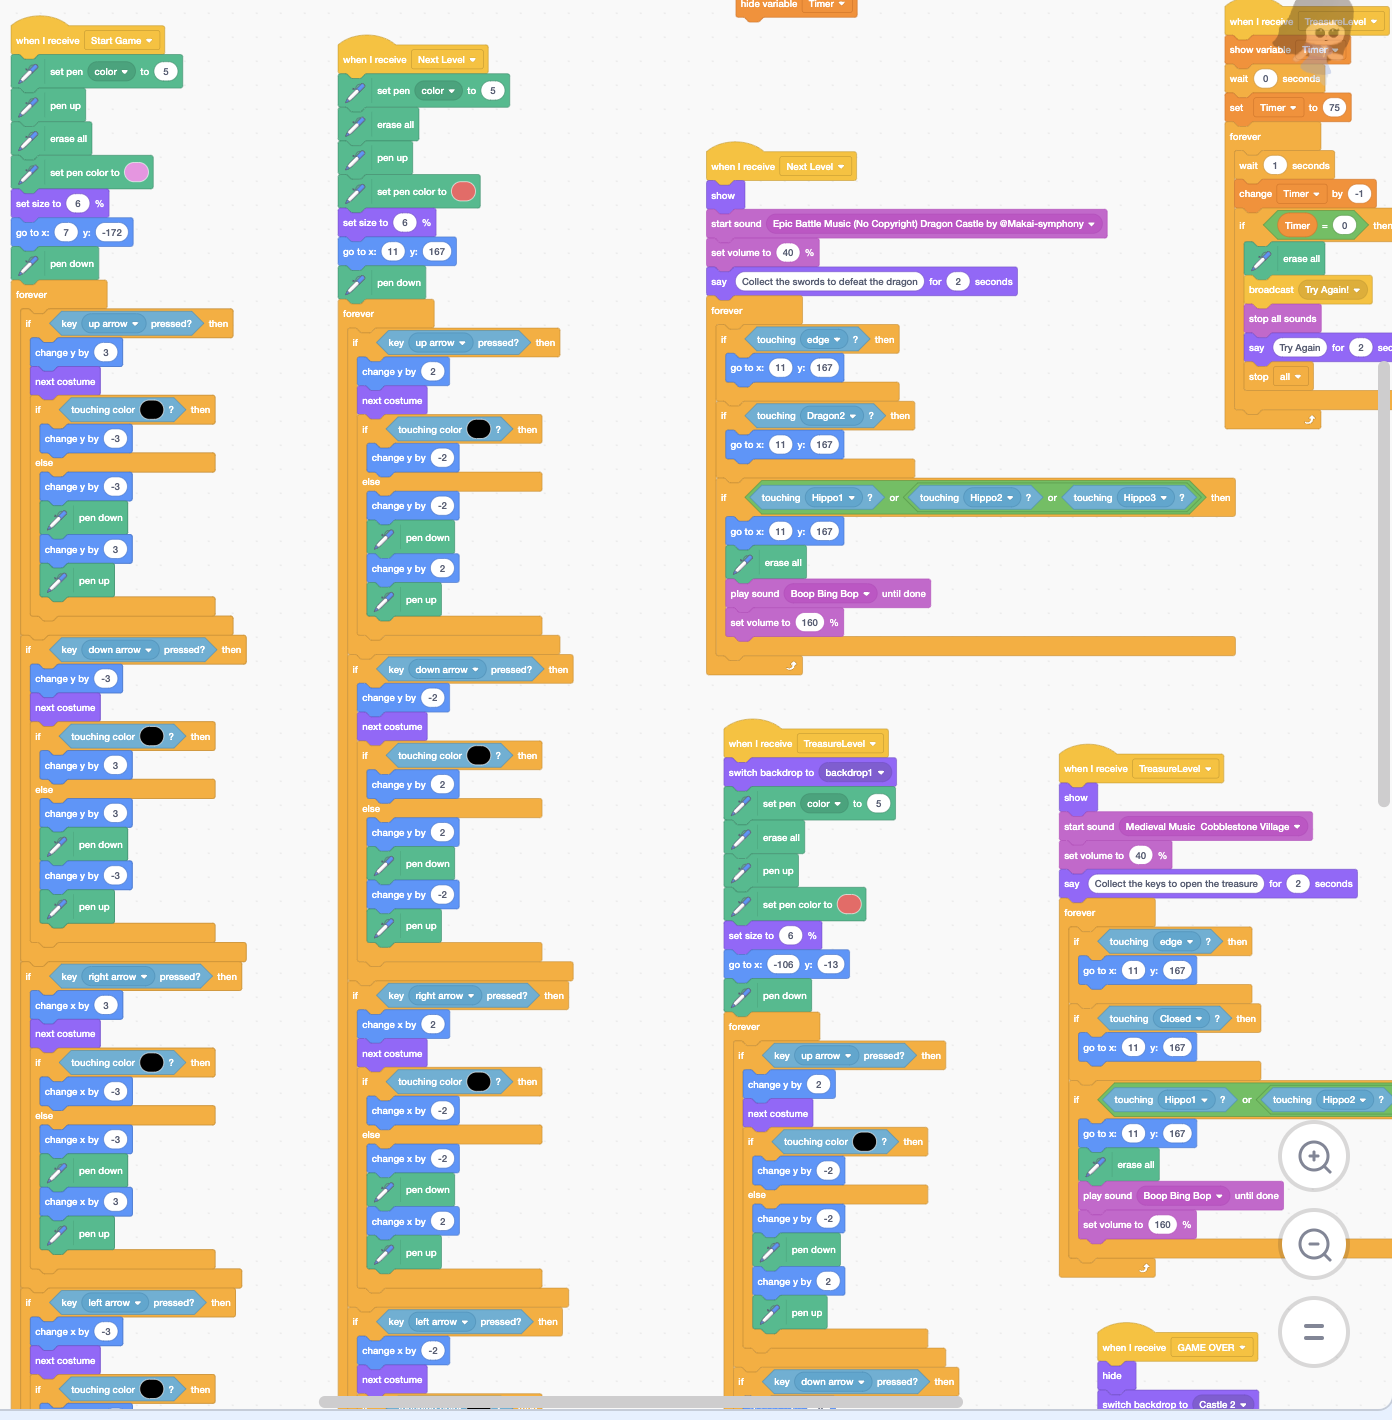 when I receive Start Game
set pen color to 5
pen up
erase all
set pen color to
set size to 6 %
go to x: 7 y: -172
pen down
forever
if key up arrow pressed? then
change y by 3
next costume
if touching color ? then
change y by -3
else
change y by -3
pen down
change y by 3
pen up
if key down arrow pressed? then
change y by -3
next costume
if touching color ? then
change y by 3
else
change y by 3
pen down
change y by -3
pen up
if key right arrow pressed? then
change x by 3
next costume
if touching color ? then
change x by -3
else
change x by -3
pen down
change x by 3
pen up
if key left arrow pressed? then
change x by -3
next costume
if touching color ? then
when I receive Next Level
set pen color to 5
erase all
pen up
set pen color to
set size to 6 %
go to x: 11 y: 167
pen down
forever
if key up arrow pressed? then
change y by 2
next costume
if touching color ? then
change y by -2
else
change y by -2
pen down
change y by 2
pen up
if key down arrow pressed? then
change y by -2
next costume
if touching color ? then
change y by 2
else
change y by 2
pen down
change y by -2
pen up
if key right arrow pressed? then
change x by 2
next costume
if touching color ? then
change x by -2
else
change x by -2
pen down
change x by 2
pen up
if key left arrow pressed? then
change x by -2
next costume
hide variable Timer
when I receive Next Level
show
start sound Epic Battle Music (No Copyright) Dragon Castle by @Makai-symphony
set volume to 40 %
say Collect the swords to defeat the dragon for 2 seconds
forever
if touching edge ? then
go to x: 11 y: 167
if touching Dragon2 ? then
go to x: 11 y: 167
if touching Hippo1 ? or touching Hippo2 ? or touching Hippo3 ? then
go to x: 11 y: 167
erase all
play sound Boop Bing Bop until done
set volume to 160 %
when I receive TreasureLevel
switch backdrop to backdrop1
set pen color to 5
erase all
pen up
set pen color to
set size to 6 %
go to x: -106 y: -13
pen down
forever
if key up arrow pressed? then
change y by 2
next costume
if touching color ? then
change y by -2
else
change y by -2
pen down
change y by 2
pen up
if key down arrow pressed? then
when I receive TreasureLevel
show variable Timer
wait 0 seconds
set Timer to 75
forever
wait 1 seconds
change Timer by -1
if Timer = 0 then
erase all
broadcast Try Again!
stop all sounds
say Try Again for 2 sec
stop all
when I receive TreasureLevel
show
start sound Medieval Music Cobblestone Village
set volume to 40 %
say Collect the keys to open the treasure for 2 seconds
forever
if touching edge ? then
go to x: 11 y: 167
if touching Closed ? then
go to x: 11 y: 167
if touching Hippo1 ? or touching Hippo2 ?
go to x: 11 y: 167
erase all
play sound Boop Bing Bop until done
set volume to 160 %
when I receive GAME OVER
hide
switch backdrop to Castle 2